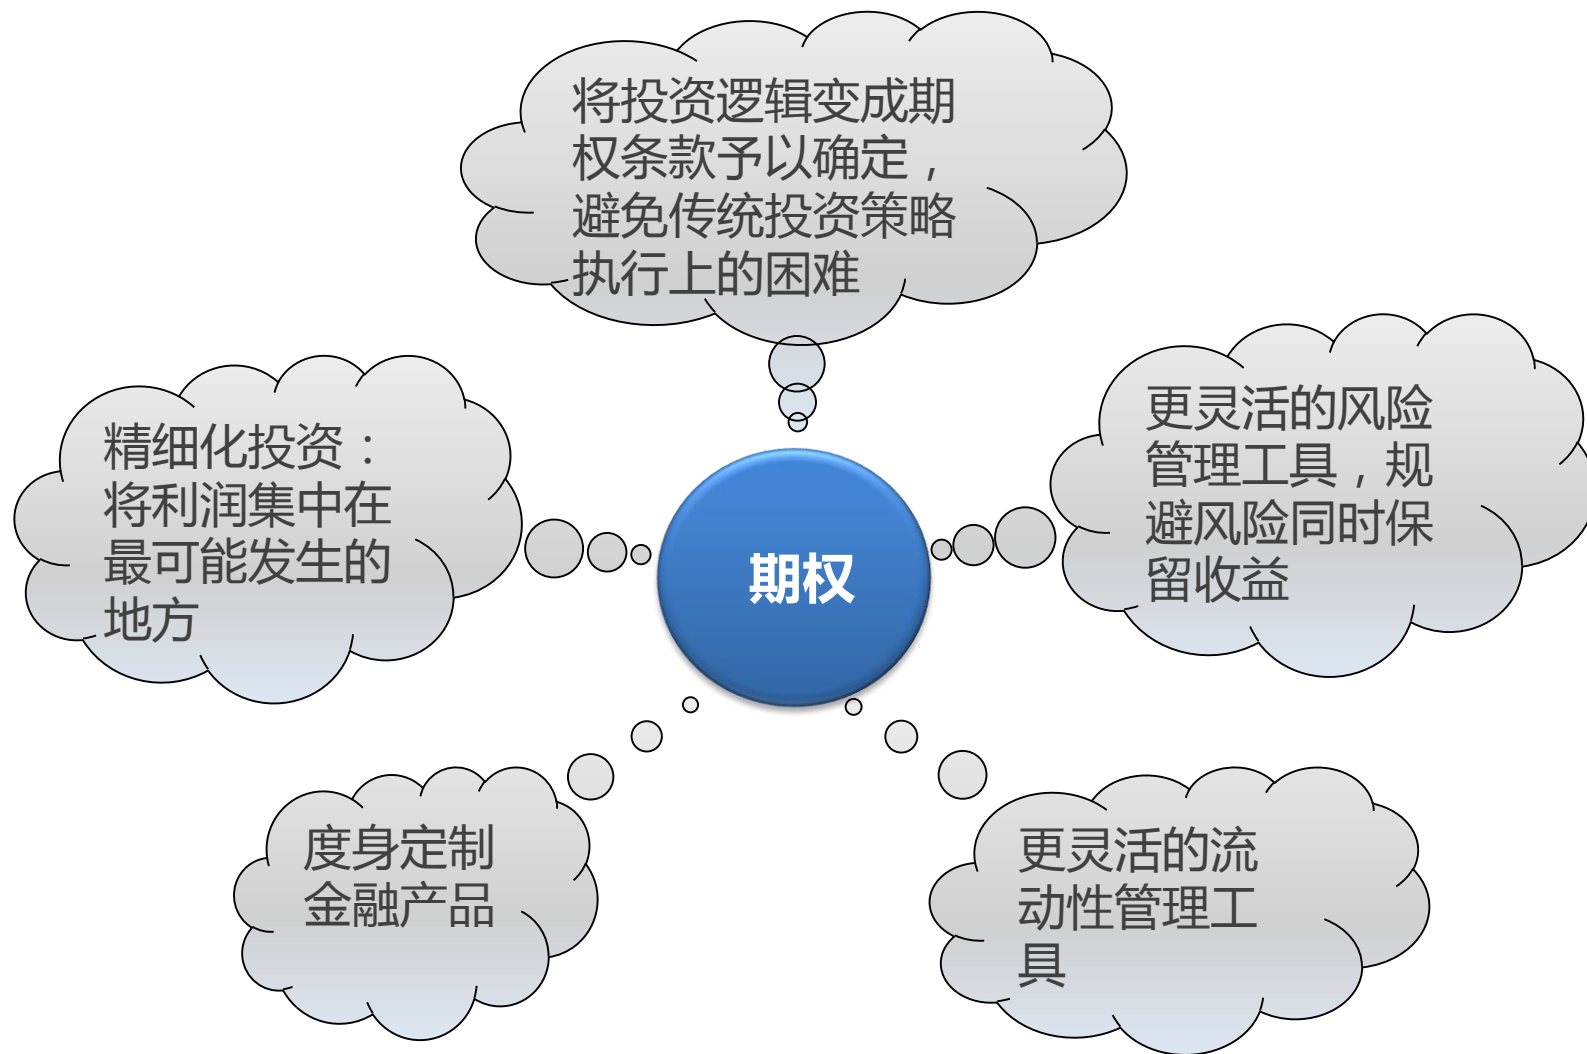 将投资逻辑变成期
权条款予以确定，
避免传统投资策略
执行上的困难
精细化投资：
将利润集中在
最可能发生的
地方
更灵活的风险
管理工具，规
避风险同时保
留收益
期权
度身定制
金融产品
更灵活的流
动性管理工
具